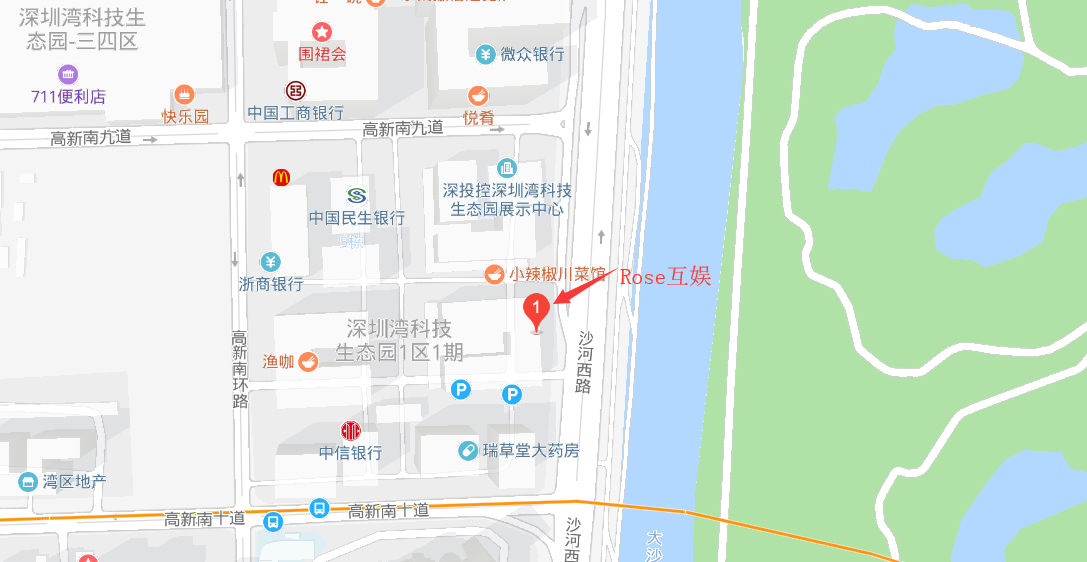 深圳湾科技生
态园-三四区
围裙会
微众银行
711便利店
快乐园
中国工商银行
悦肴
高新南九道
高新南九道
深投控深圳湾科技
生态园展示中心
中国民生银行
5栋
浙商银行
小辣椒川菜馆
Rose互娱
1
深圳湾科技
生态园1区1期
高新南环路
沙河西路
渔咖
P
P
中信银行
瑞草堂大药房
湾区地产
高新南十道
高新南十道
沙河西
大沙